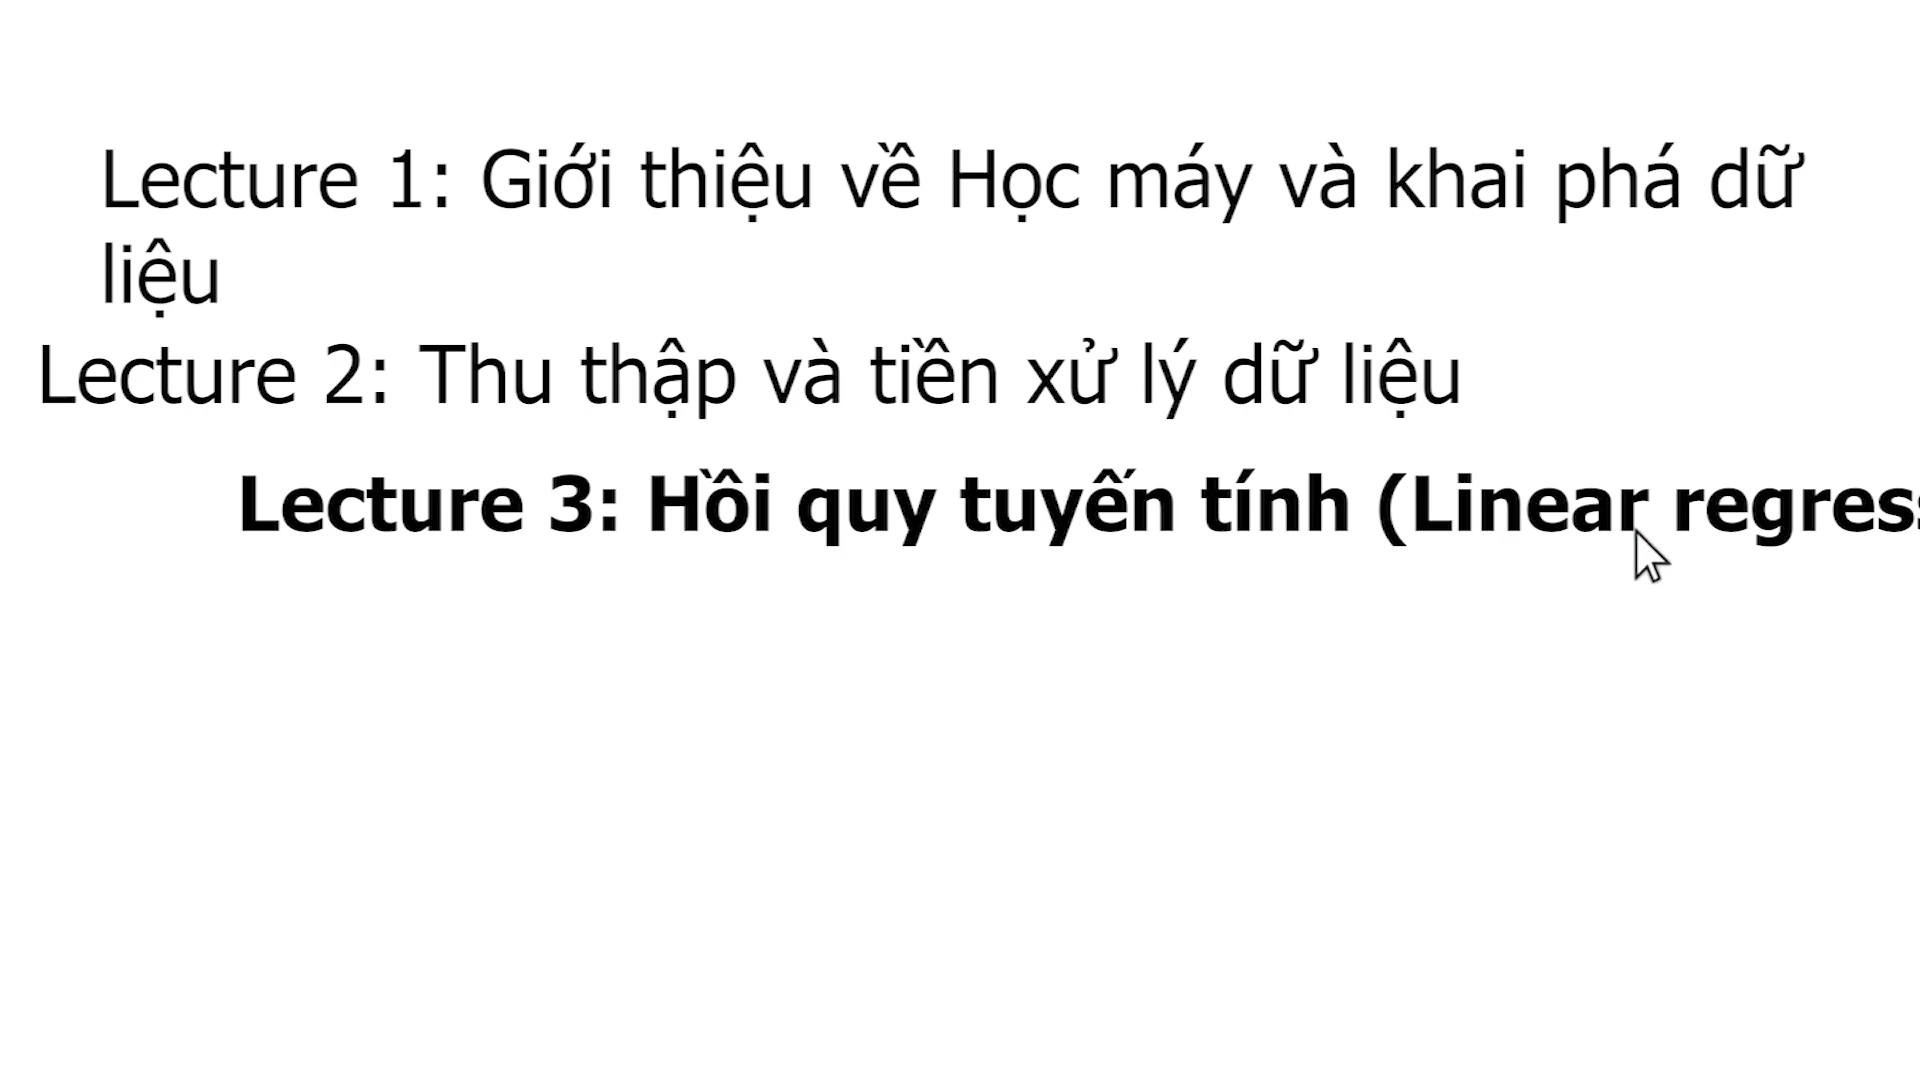 Lecture 1: Giới thiệu về Học máy và khai phá dữ
liệu
Lecture 2: Thu thập và tiền xử lý dữ liệu
Lecture 3: Hồi quy tuyến tính (Linear regress